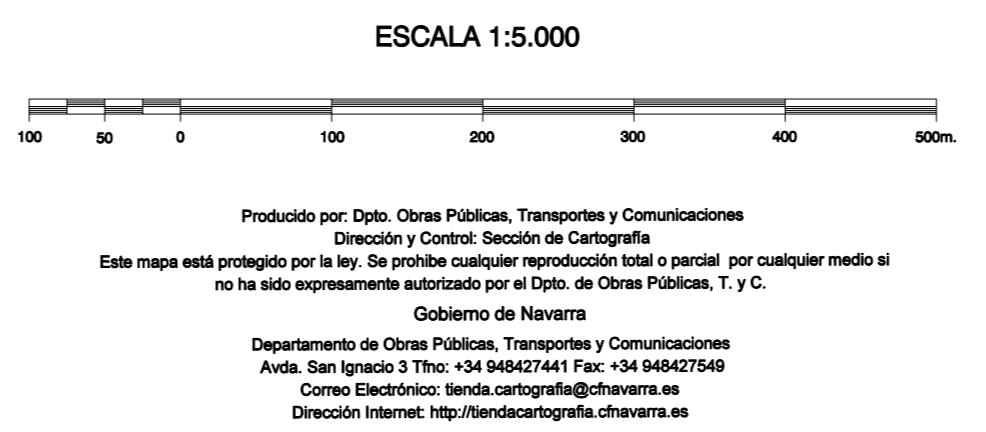 ESCALA 1:5.000
100 50 0 100 200 300 400 500m.
Producido por: Dpto. Obras Públicas, Transportes y Comunicaciones
Dirección y Control: Sección de Cartografía
Este mapa está protegido por la ley. Se prohibe cualquier reproducción total o parcial por cualquier medio si
no ha sido expresamente autorizado por el Dpto. de Obras Públicas, T. y C.
Gobierno de Navarra
Departamento de Obras Públicas, Transportes y Comunicaciones
Avda. San Ignacio 3 Tfno: +34 948427441 Fax: +34 948427549
Correo Electrónico: tienda.cartografia@cfnavarra.es
Dirección Internet: http://tiendacartografia.cfnavarra.es